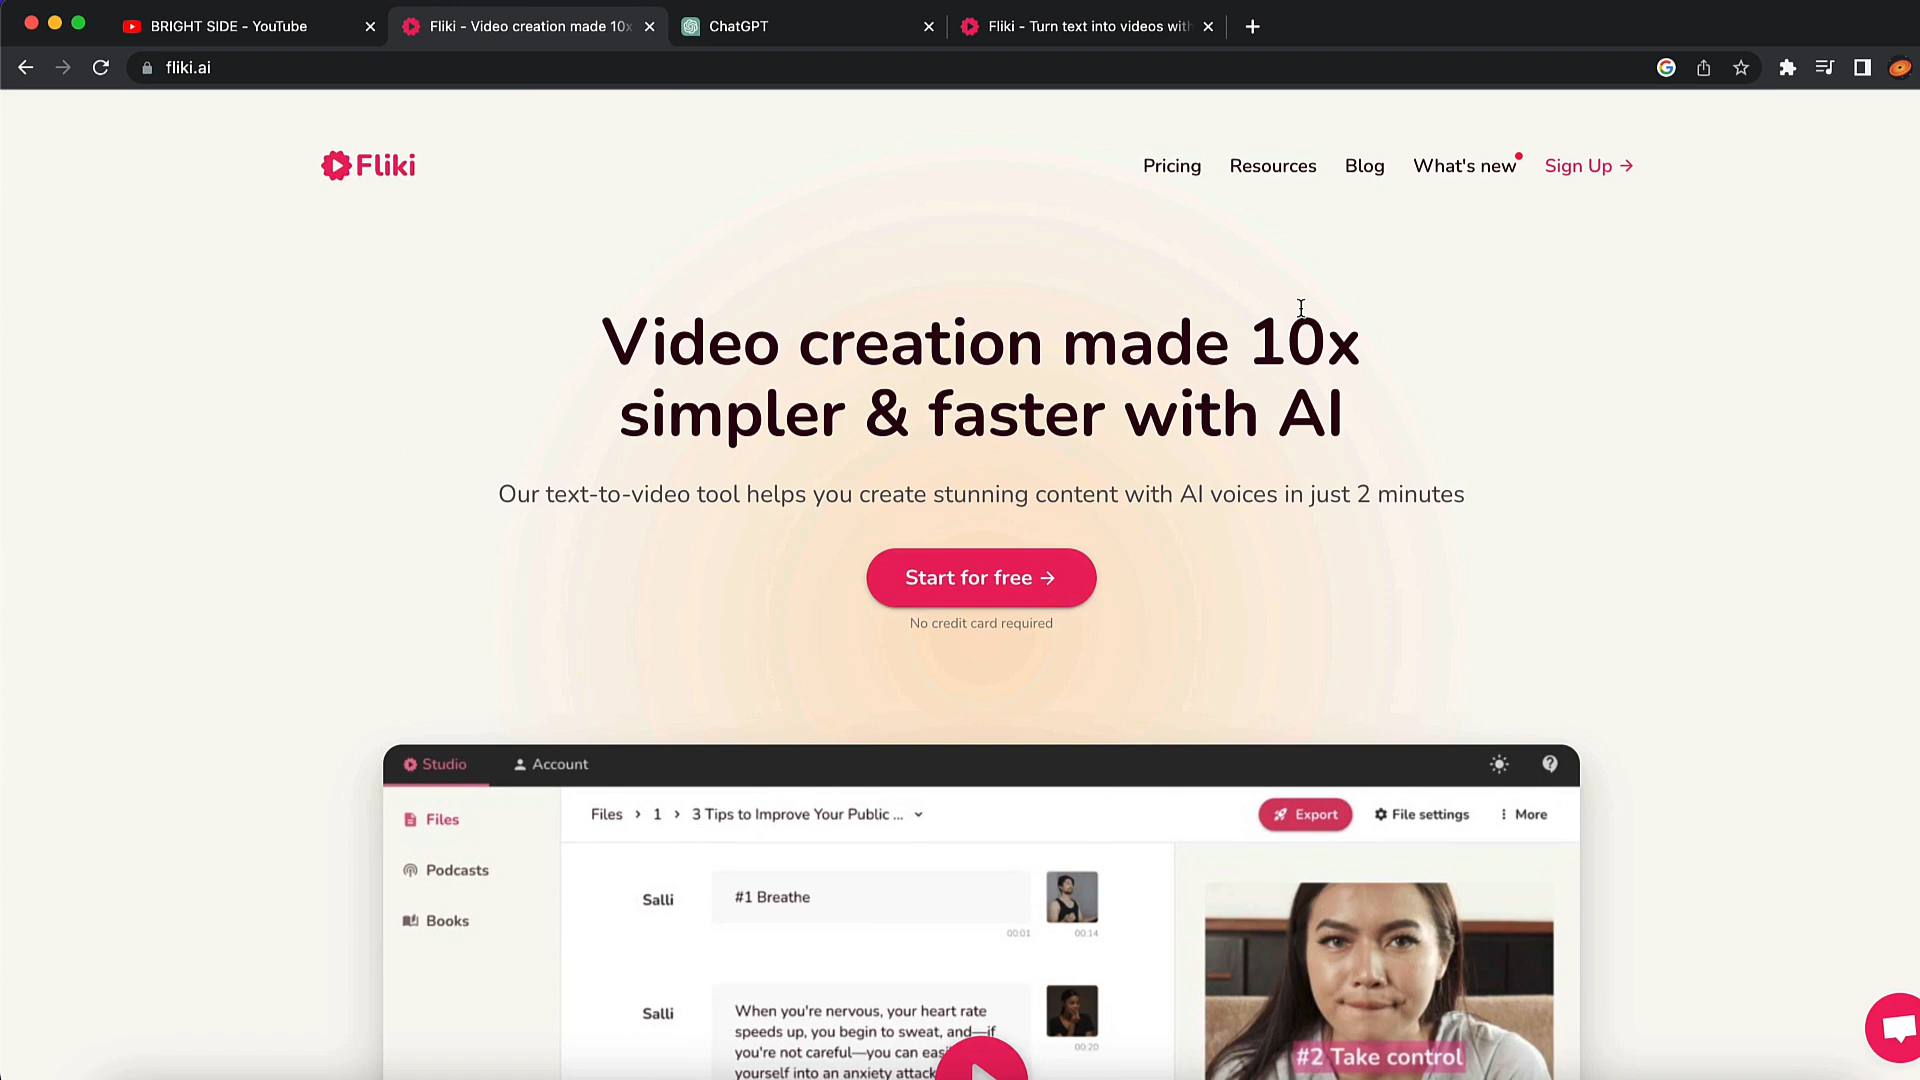 BRIGHT SIDE - YouTube
Fliki - Video creation made 10x
ChatGPT
Fliki - Turn text into videos with
fliki.ai
Fliki
Pricing
Resources
Blog
What's new
Sign Up →
Video creation made 10x
simpler & faster with AI
Our text-to-video tool helps you create stunning content with AI voices in just 2 minutes
Start for free →
No credit card required
Studio
Account
Files
Podcasts
Books
Files > 1 > 3 Tips to Improve Your Public ...
Export
File settings
More
Salli
#1 Breathe
00:01
00:14
Salli
When you're nervous, your heart rate
speeds up, you begin to sweat, and—if
you're not careful—you can
yourself into an anxiety attack
00:20
#2 Take control